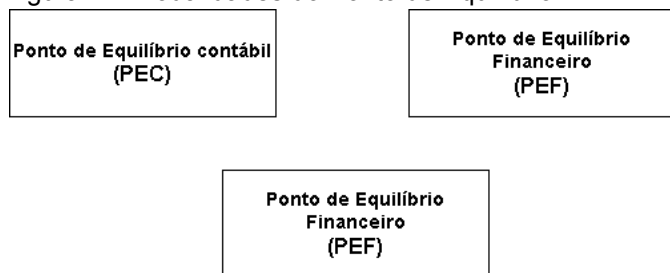 Ponto de Equilíbrio contábil
(PEC)
Ponto de Equilíbrio
Financeiro
(PEF)
Ponto de Equilíbrio
Financeiro
(PEF)